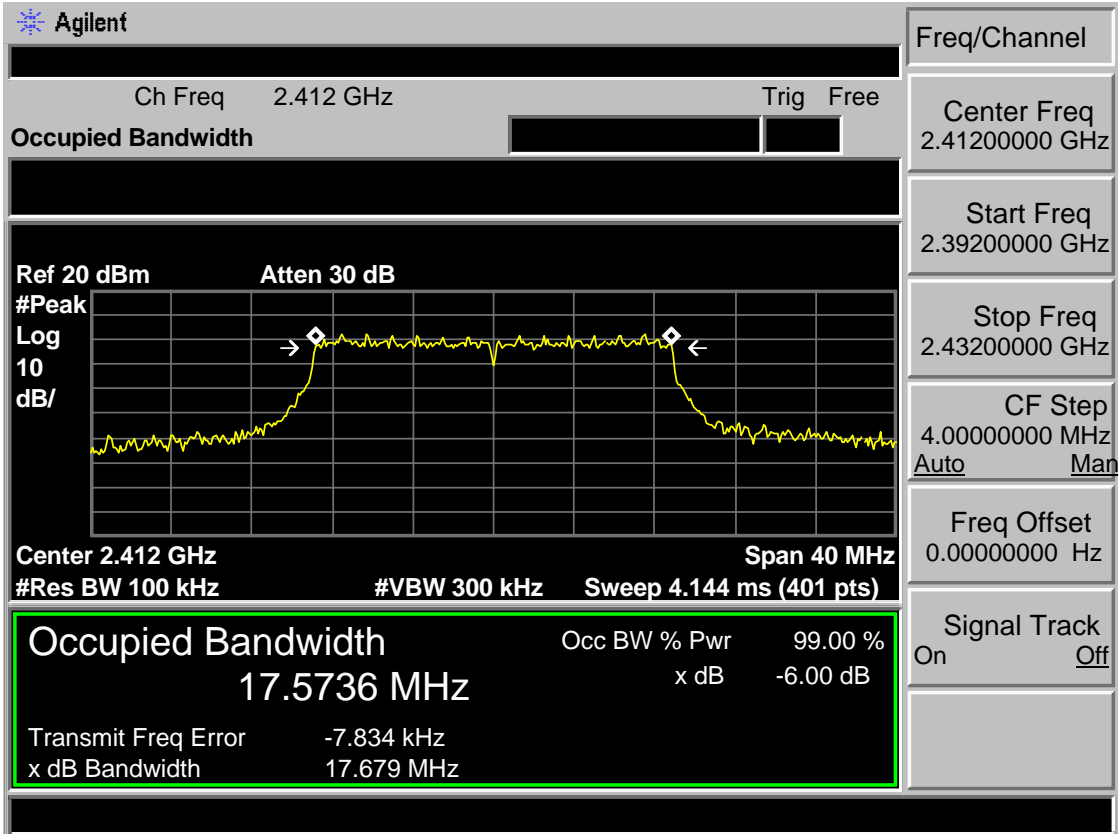 Agilent
Freq/Channel
Ch Freq 2.412 GHz Trig Free
Occupied Bandwidth
Center Freq
2.41200000 GHz
Start Freq
2.39200000 GHz
Stop Freq
2.43200000 GHz
CF Step
4.00000000 MHz
Auto Man
Freq Offset
0.00000000 Hz
Signal Track
On Off
Ref 20 dBm Atten 30 dB
#Peak
Log
10
dB/
Center 2.412 GHz Span 40 MHz
#Res BW 100 kHz #VBW 300 kHz Sweep 4.144 ms (401 pts)
Occupied Bandwidth Occ BW % Pwr 99.00 %
17.5736 MHz x dB -6.00 dB
Transmit Freq Error -7.834 kHz
x dB Bandwidth 17.679 MHz